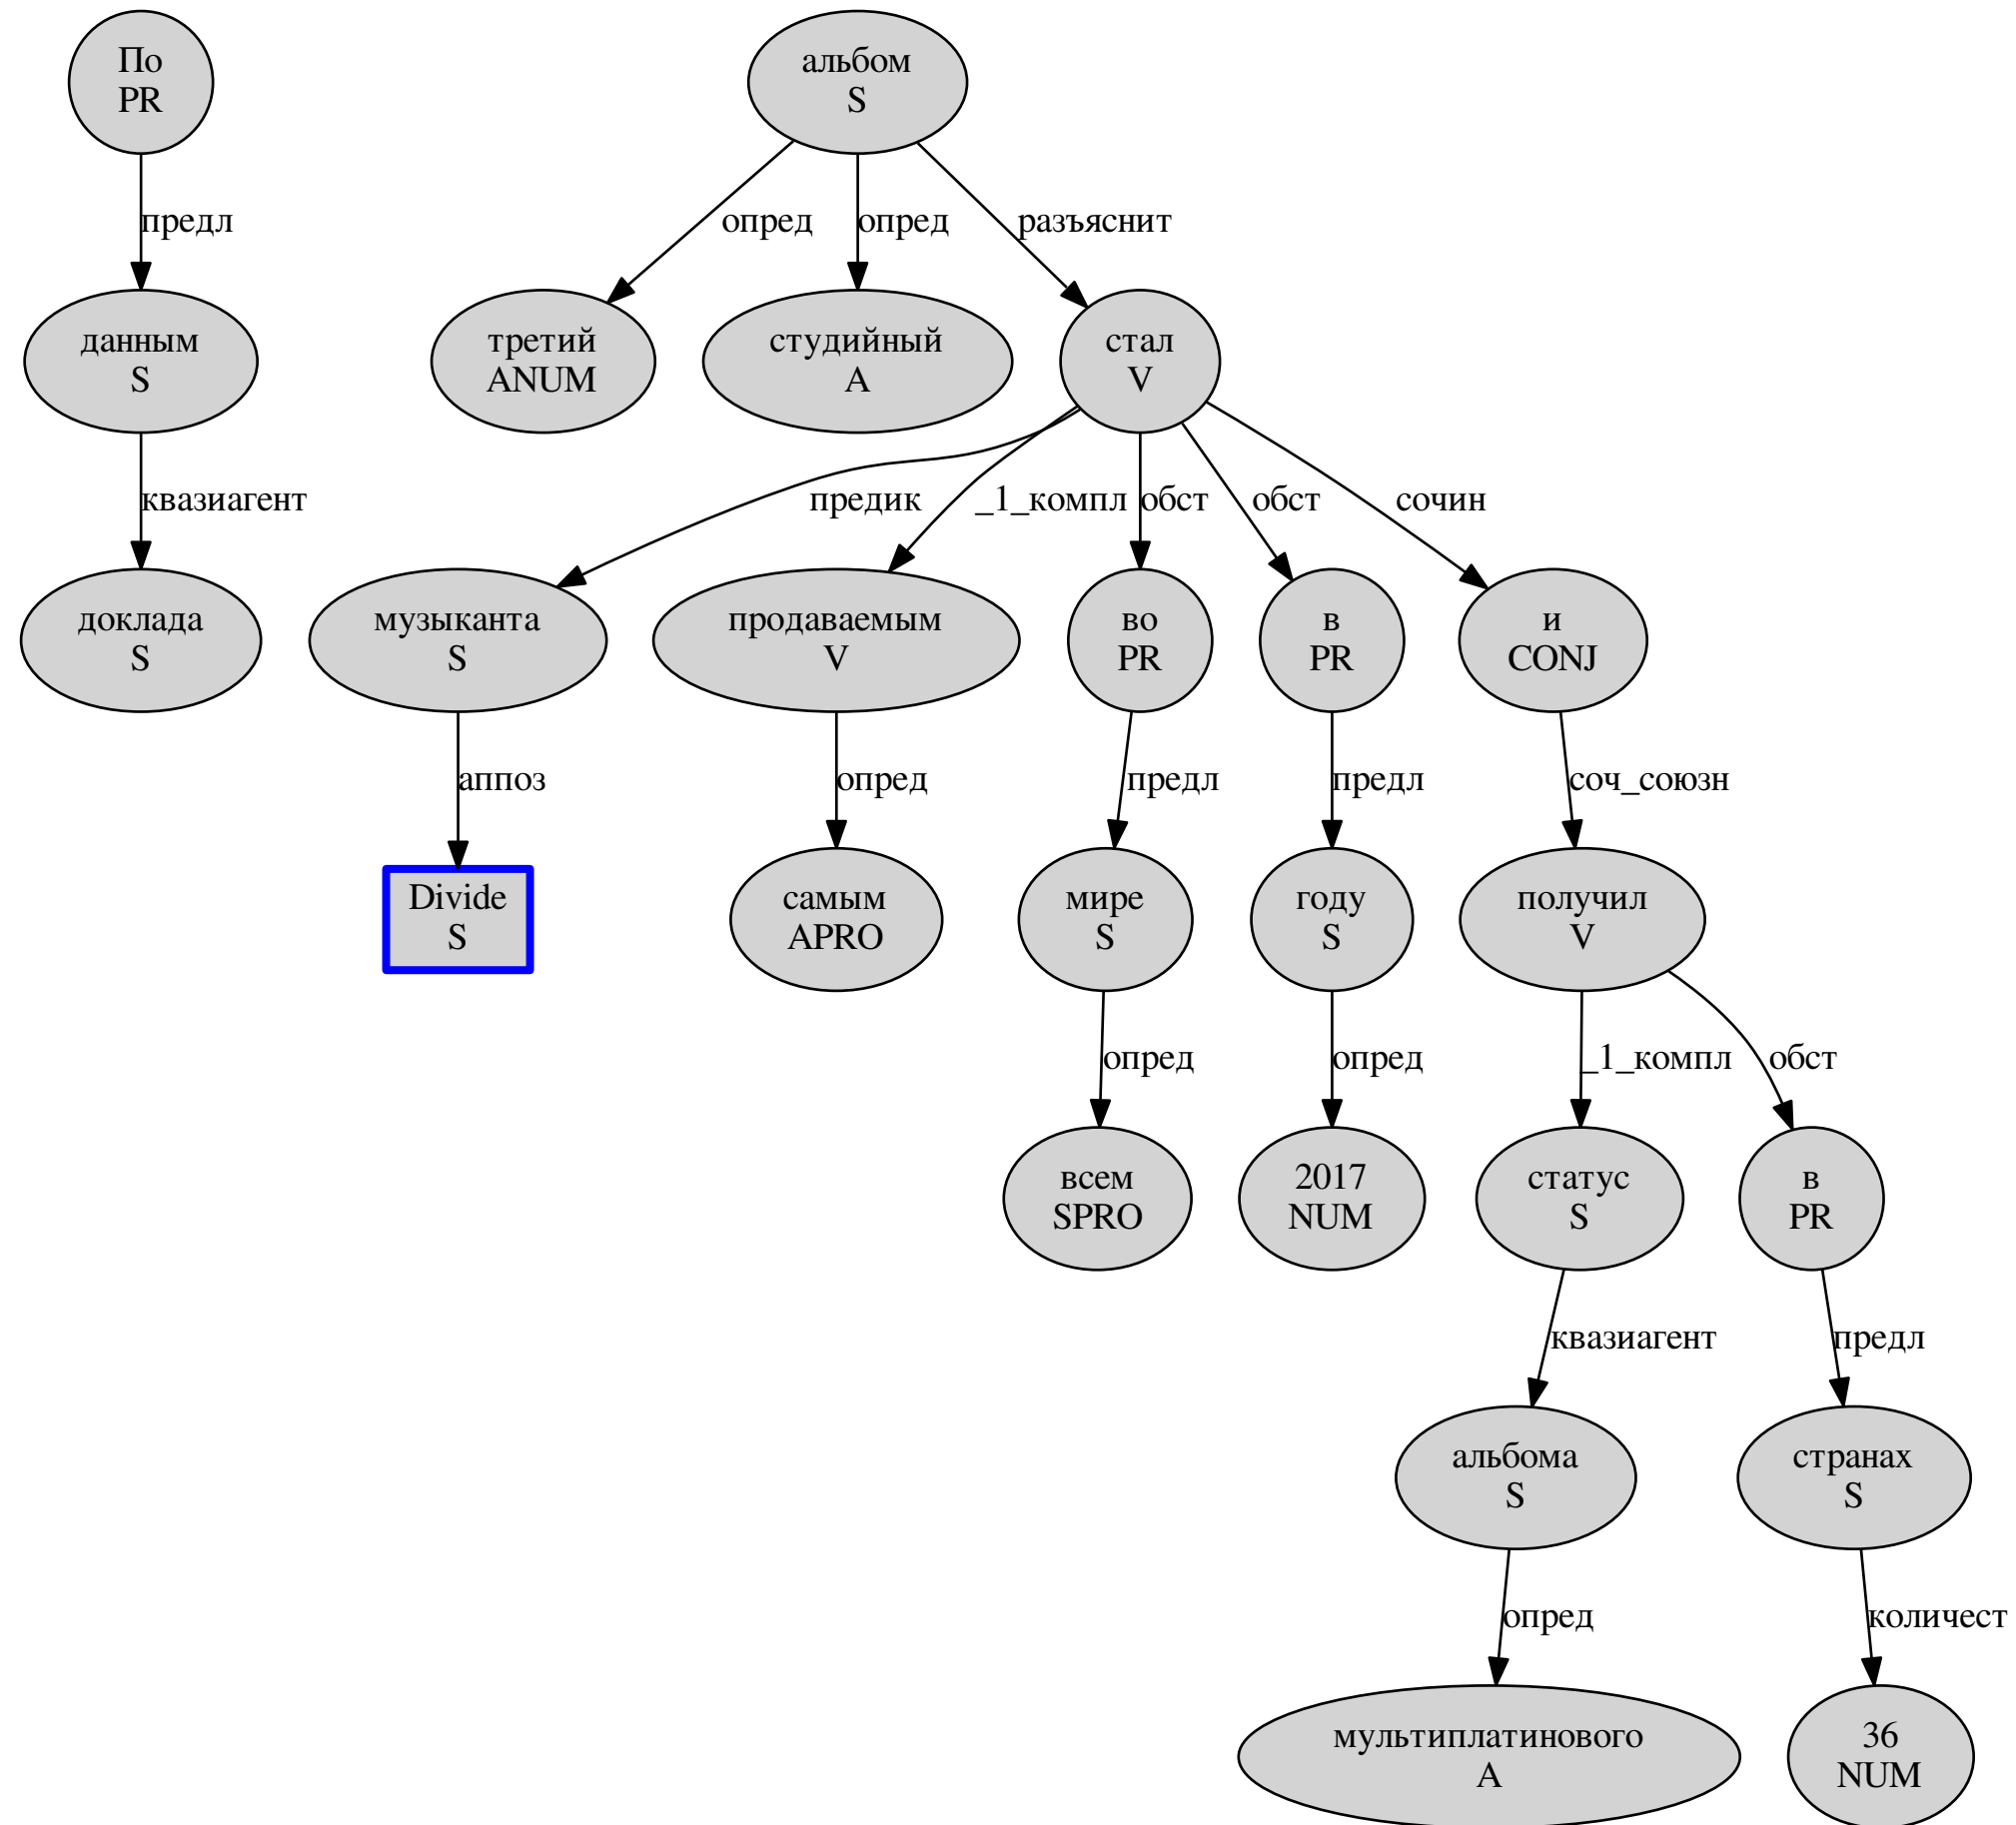 По
PR
альбом
S
предл
опред
опред
разъяснит
данным
S
третий
ANUM
студийный
A
стал
V
квазиагент
предик
_1_компл
обст
обст
сочин
доклада
S
музыканта
S
продаваемым
V
во
PR
в
PR
и
CONJ
аппоз
опред
предл
предл
соч_союзн
Divide
S
самым
APRO
мире
S
году
S
получил
V
опред
опред
_1_компл
обст
всем
SPRO
2017
NUM
статус
S
в
PR
квазиагент
предл
альбома
S
странах
S
опред
количест
мультиплатинового
A
36
NUM